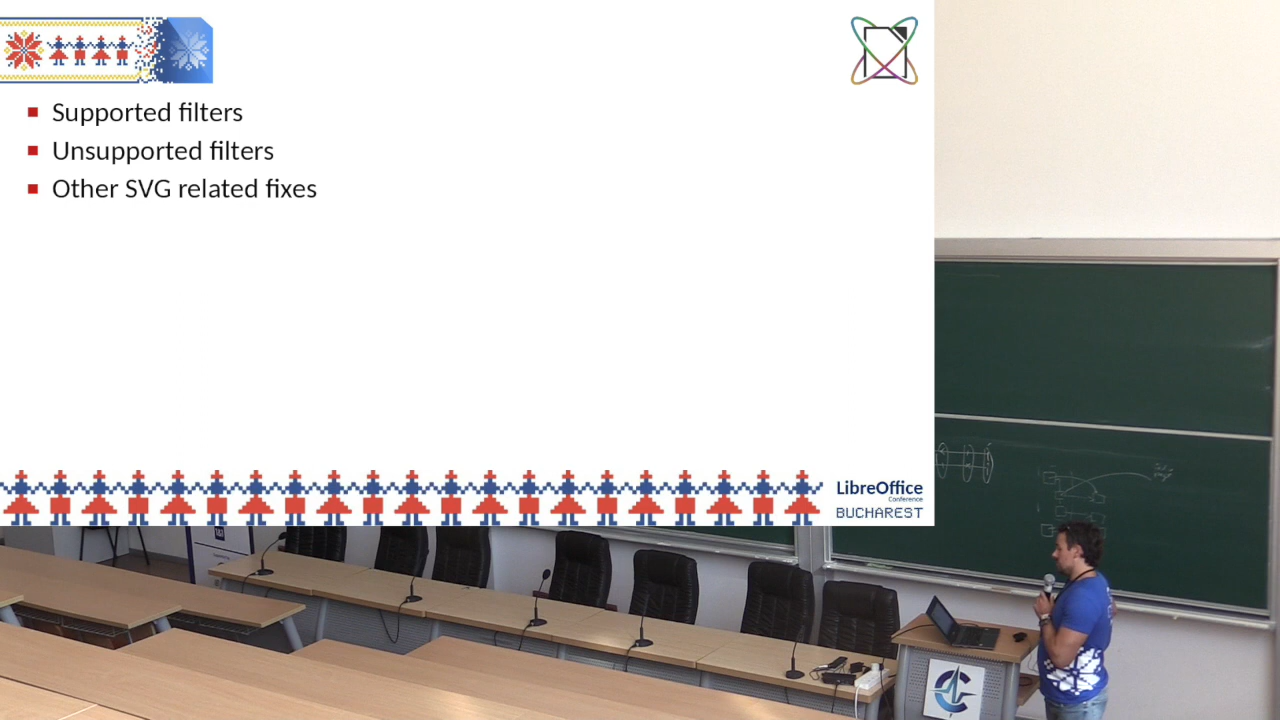 Supported filters
Unsupported filters
Other SVG related fixes
LibreOffice
Conference
BUCHAREST